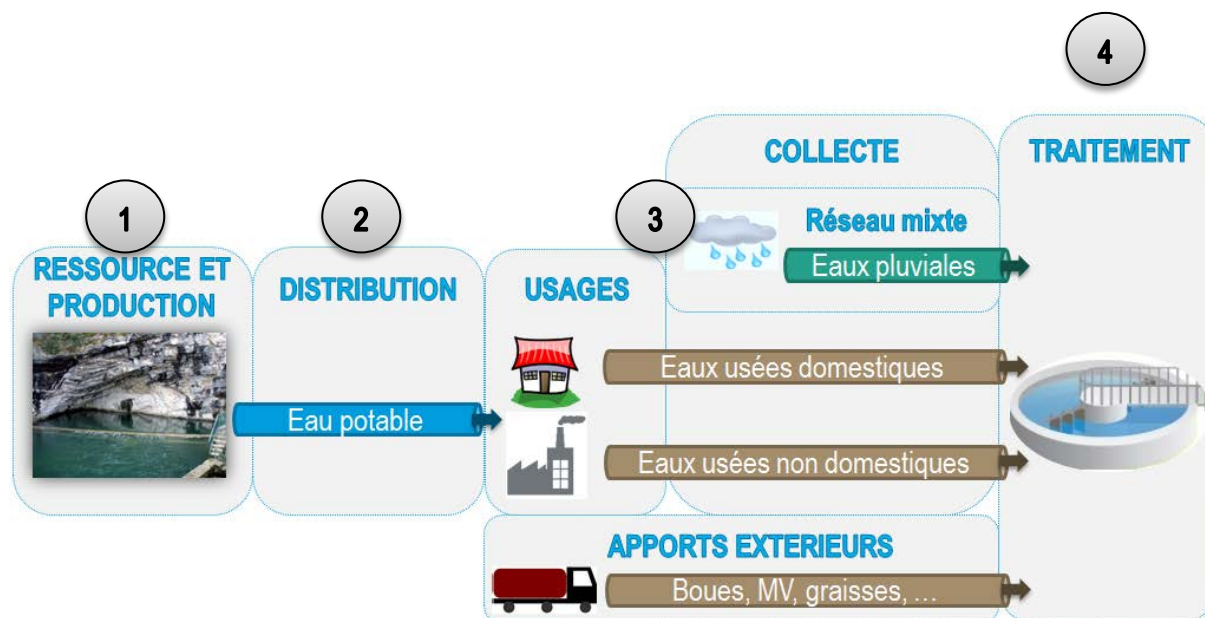 4
COLLECTE
TRAITEMENT
1
2
3
Réseau mixte
Eaux pluviales
RESSOURCE ET
PRODUCTION
DISTRIBUTION
USAGES
Eaux usées domestiques
Eau potable
Eaux usées non domestiques
APPORTS EXTERIEURS
Boues, MV, graisses, ...